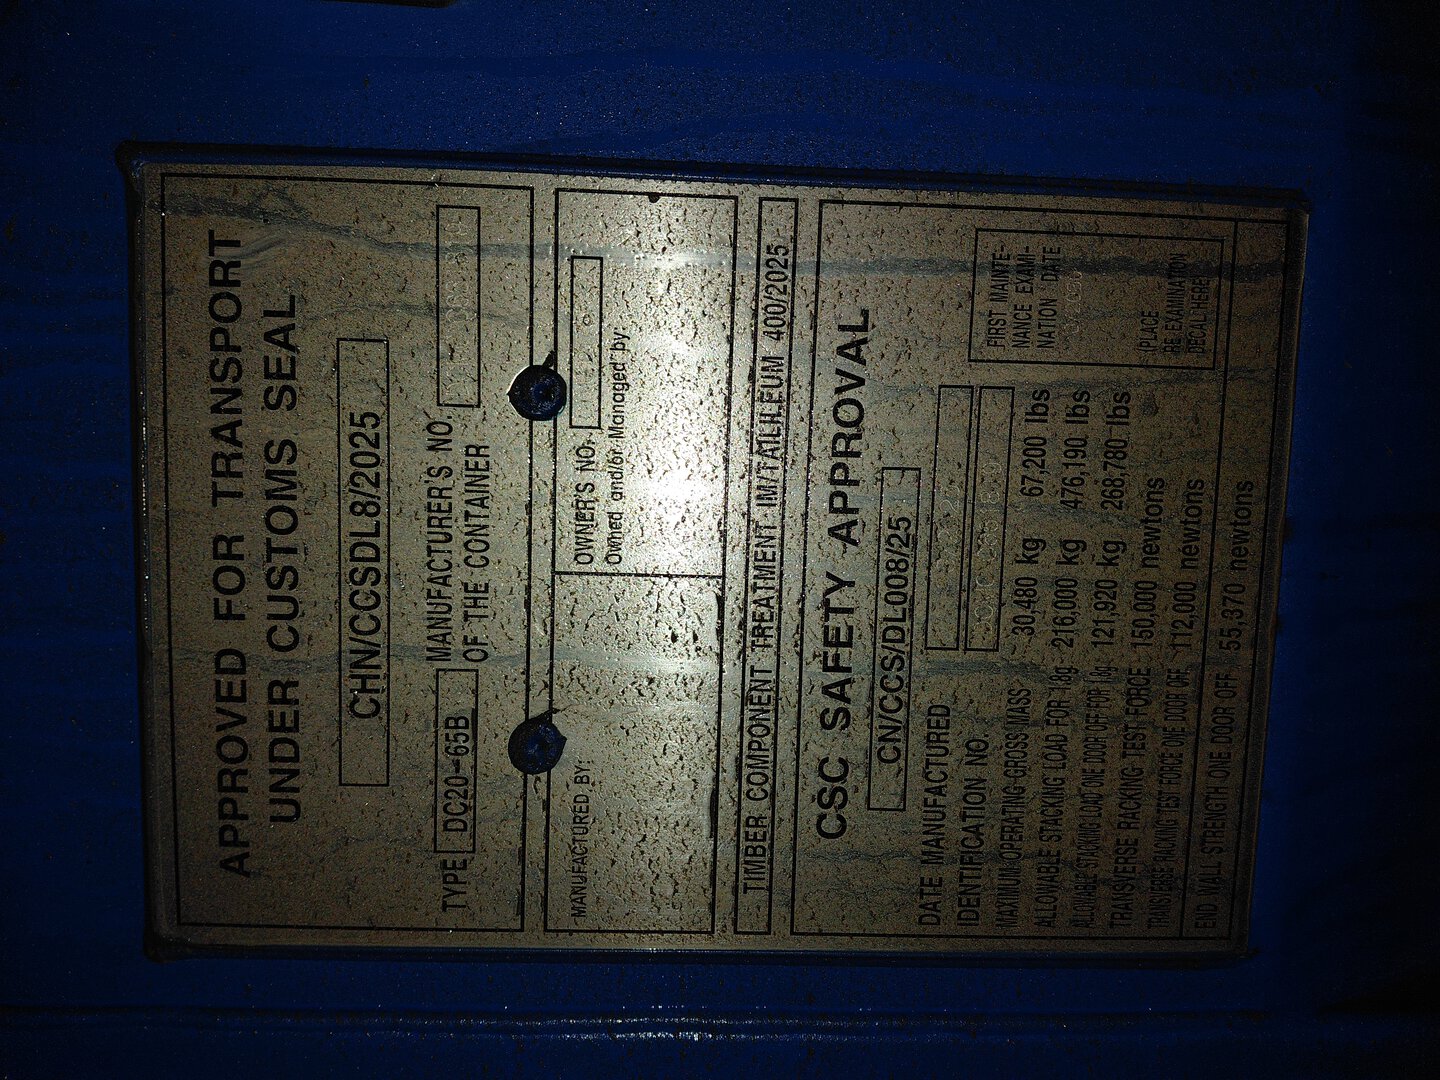 APPROVED FOR TRANSPORT
UNDER CUSTOMS SEAL
CHN/CCSDL8/2025
TYPE DC20-65B MANUFACTURER'S NO.
OF THE CONTAINER
MANUFACTURED BY:
OWNER'S NO.
Owned and/or Managed by:
TIMBER COMPONENT TREATMENT IM/TAILILEUM 400/2025
CSC SAFETY APPROVAL
CN/CCS/DL008/25
DATE MANUFACTURED
IDENTIFICATION NO.
MAXIMUM OPERATING GROSS MASS 30,480 kg 67,200 lbs
ALLOWABLE STACKING LOAD FOR 1.8g 216,000 kg 476,190 lbs
ALLOWABLE STACKING LOAD ONE DOOR OFF FOR 1.8g 121,920 kg 268,780 lbs
TRANSVERSE RACKING TEST FORCE 150,000 newtons
TRANSVERSE RACKING TEST FORCE ONE DOOR OFF 112,000 newtons
END WALL STRENGTH ONE DOOR OFF 55,370 newtons
FIRST MAINTE-
NANCE EXAMI-
NATION DATE
(PLACE
RE EXAMINATION
DECAL HERE)